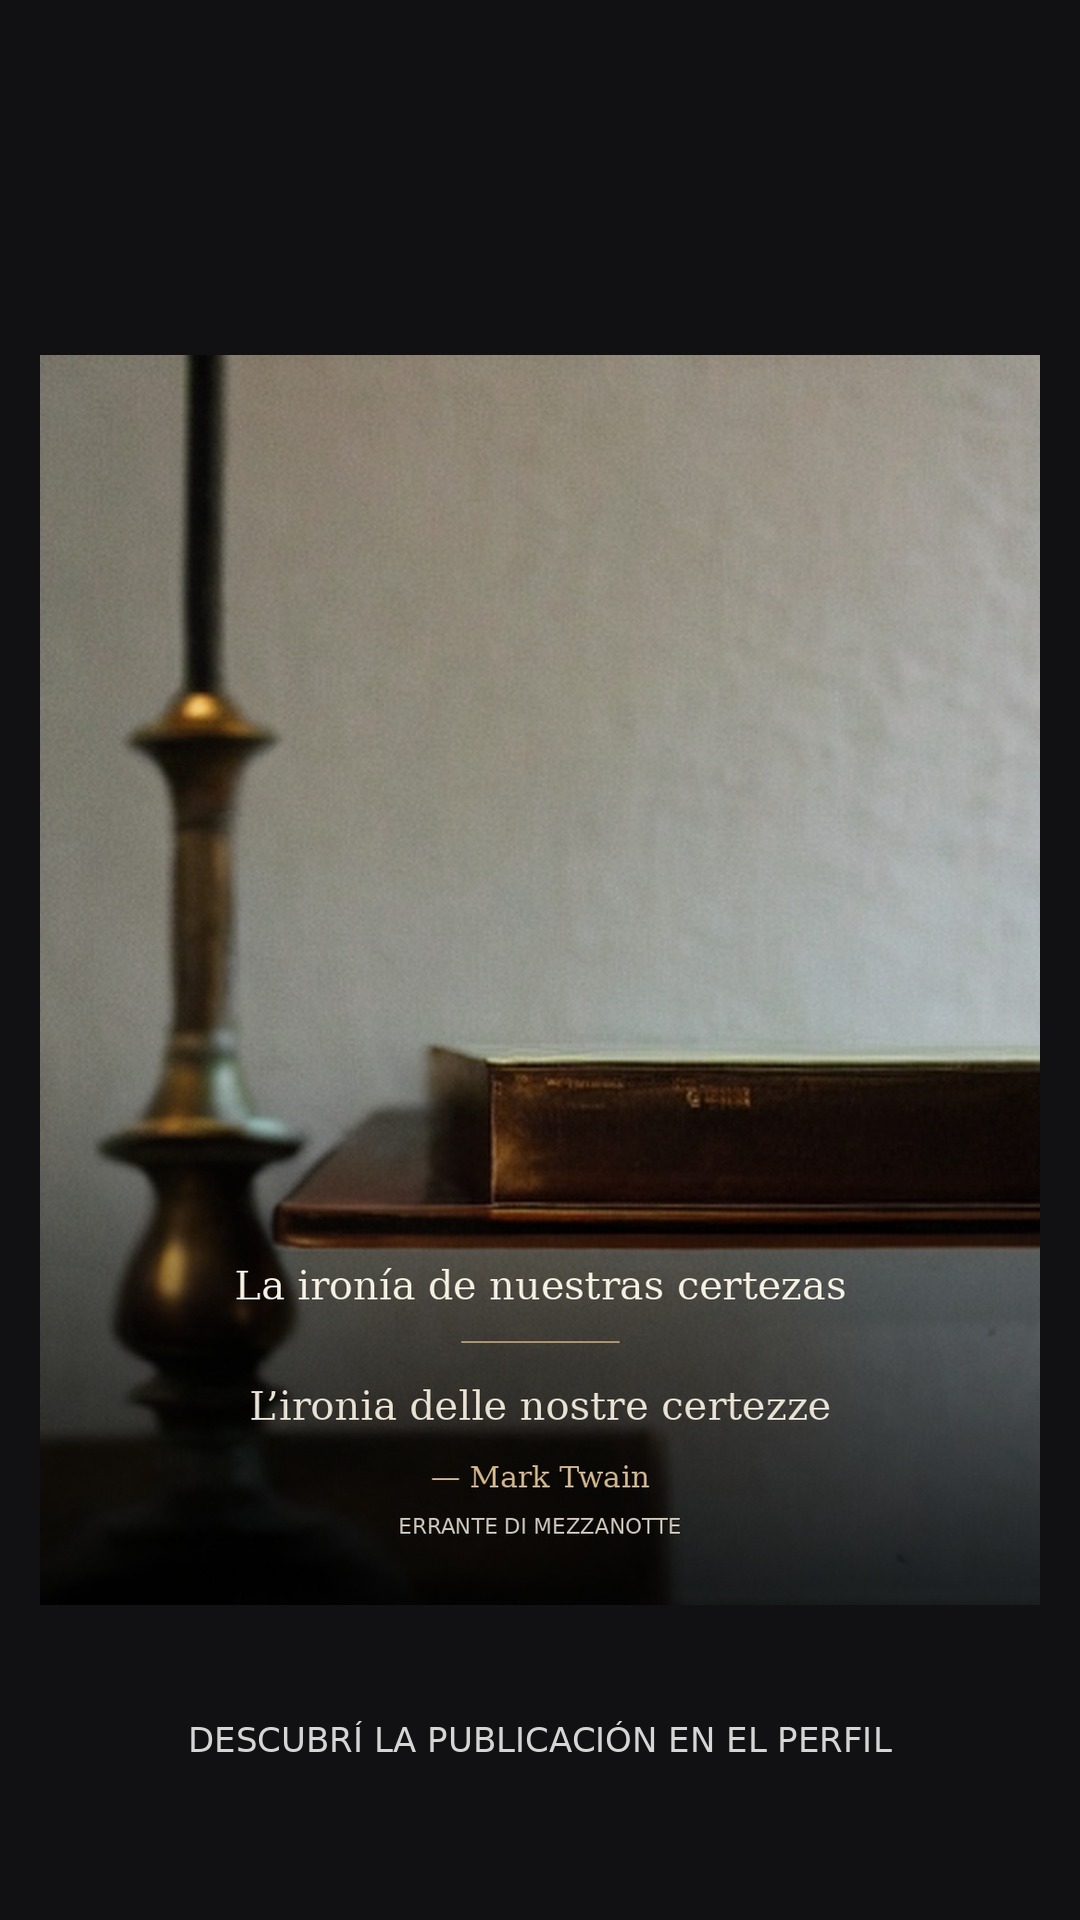 La ironía de nuestras certezas
L’ironia delle nostre certezze
— Mark Twain
ERRANTE DI MEZZANOTTE
DESCUBRÍ LA PUBLICACIÓN EN EL PERFIL